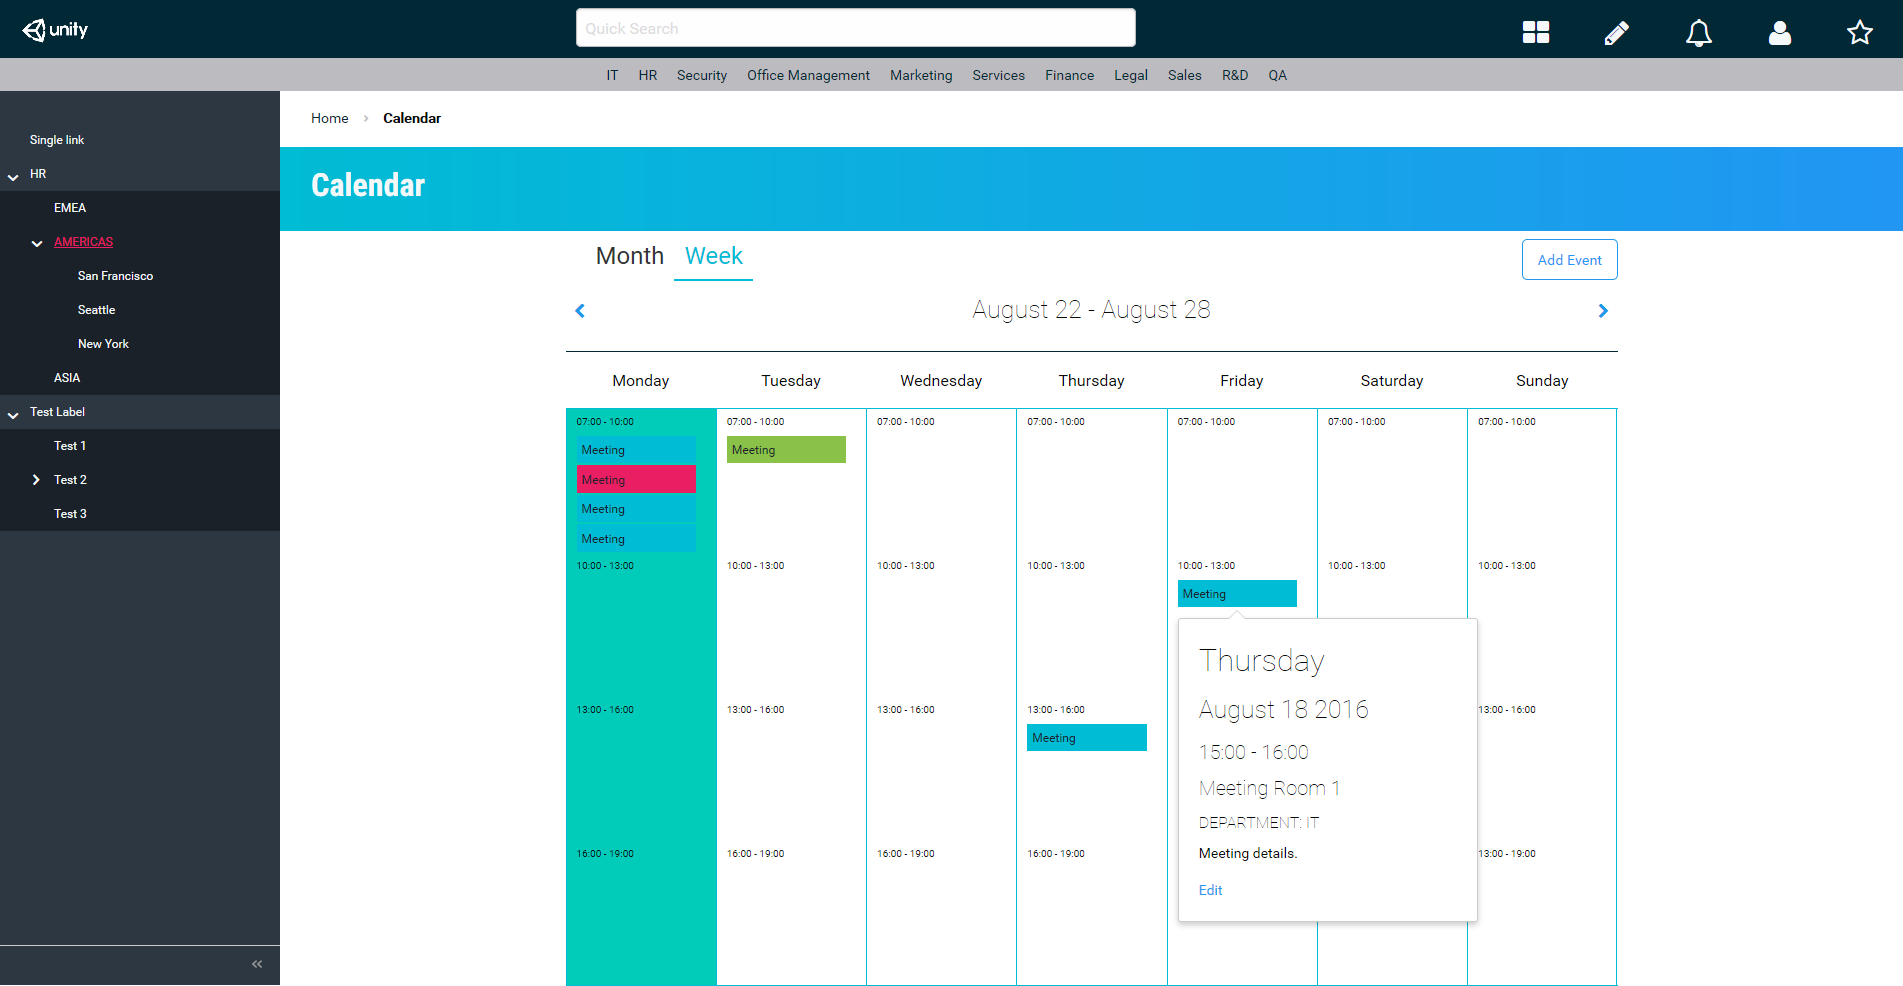 unity
Quick Search
IT HR Security Office Management Marketing Services Finance Legal Sales R&D QA
Single link
HR
EMEA
AMERICAS
San Francisco
Seattle
New York
ASIA
Test Label
Test 1
Test 2
Test 3
Home › Calendar
Calendar
Month Week
Add Event
August 22 - August 28
Monday Tuesday Wednesday Thursday Friday Saturday Sunday
07:00 - 10:00 07:00 - 10:00 07:00 - 10:00 07:00 - 10:00 07:00 - 10:00 07:00 - 10:00 07:00 - 10:00
Meeting Meeting
Meeting
Meeting
Meeting
10:00 - 13:00 10:00 - 13:00 10:00 - 13:00 10:00 - 13:00 10:00 - 13:00 10:00 - 13:00 10:00 - 13:00
Meeting
13:00 - 16:00 13:00 - 16:00 13:00 - 16:00 13:00 - 16:00 13:00 - 16:00
Meeting
16:00 - 19:00 16:00 - 19:00 16:00 - 19:00 16:00 - 19:00 13:00 - 19:00
Thursday
August 18 2016
15:00 - 16:00
Meeting Room 1
DEPARTMENT: IT
Meeting details.
Edit